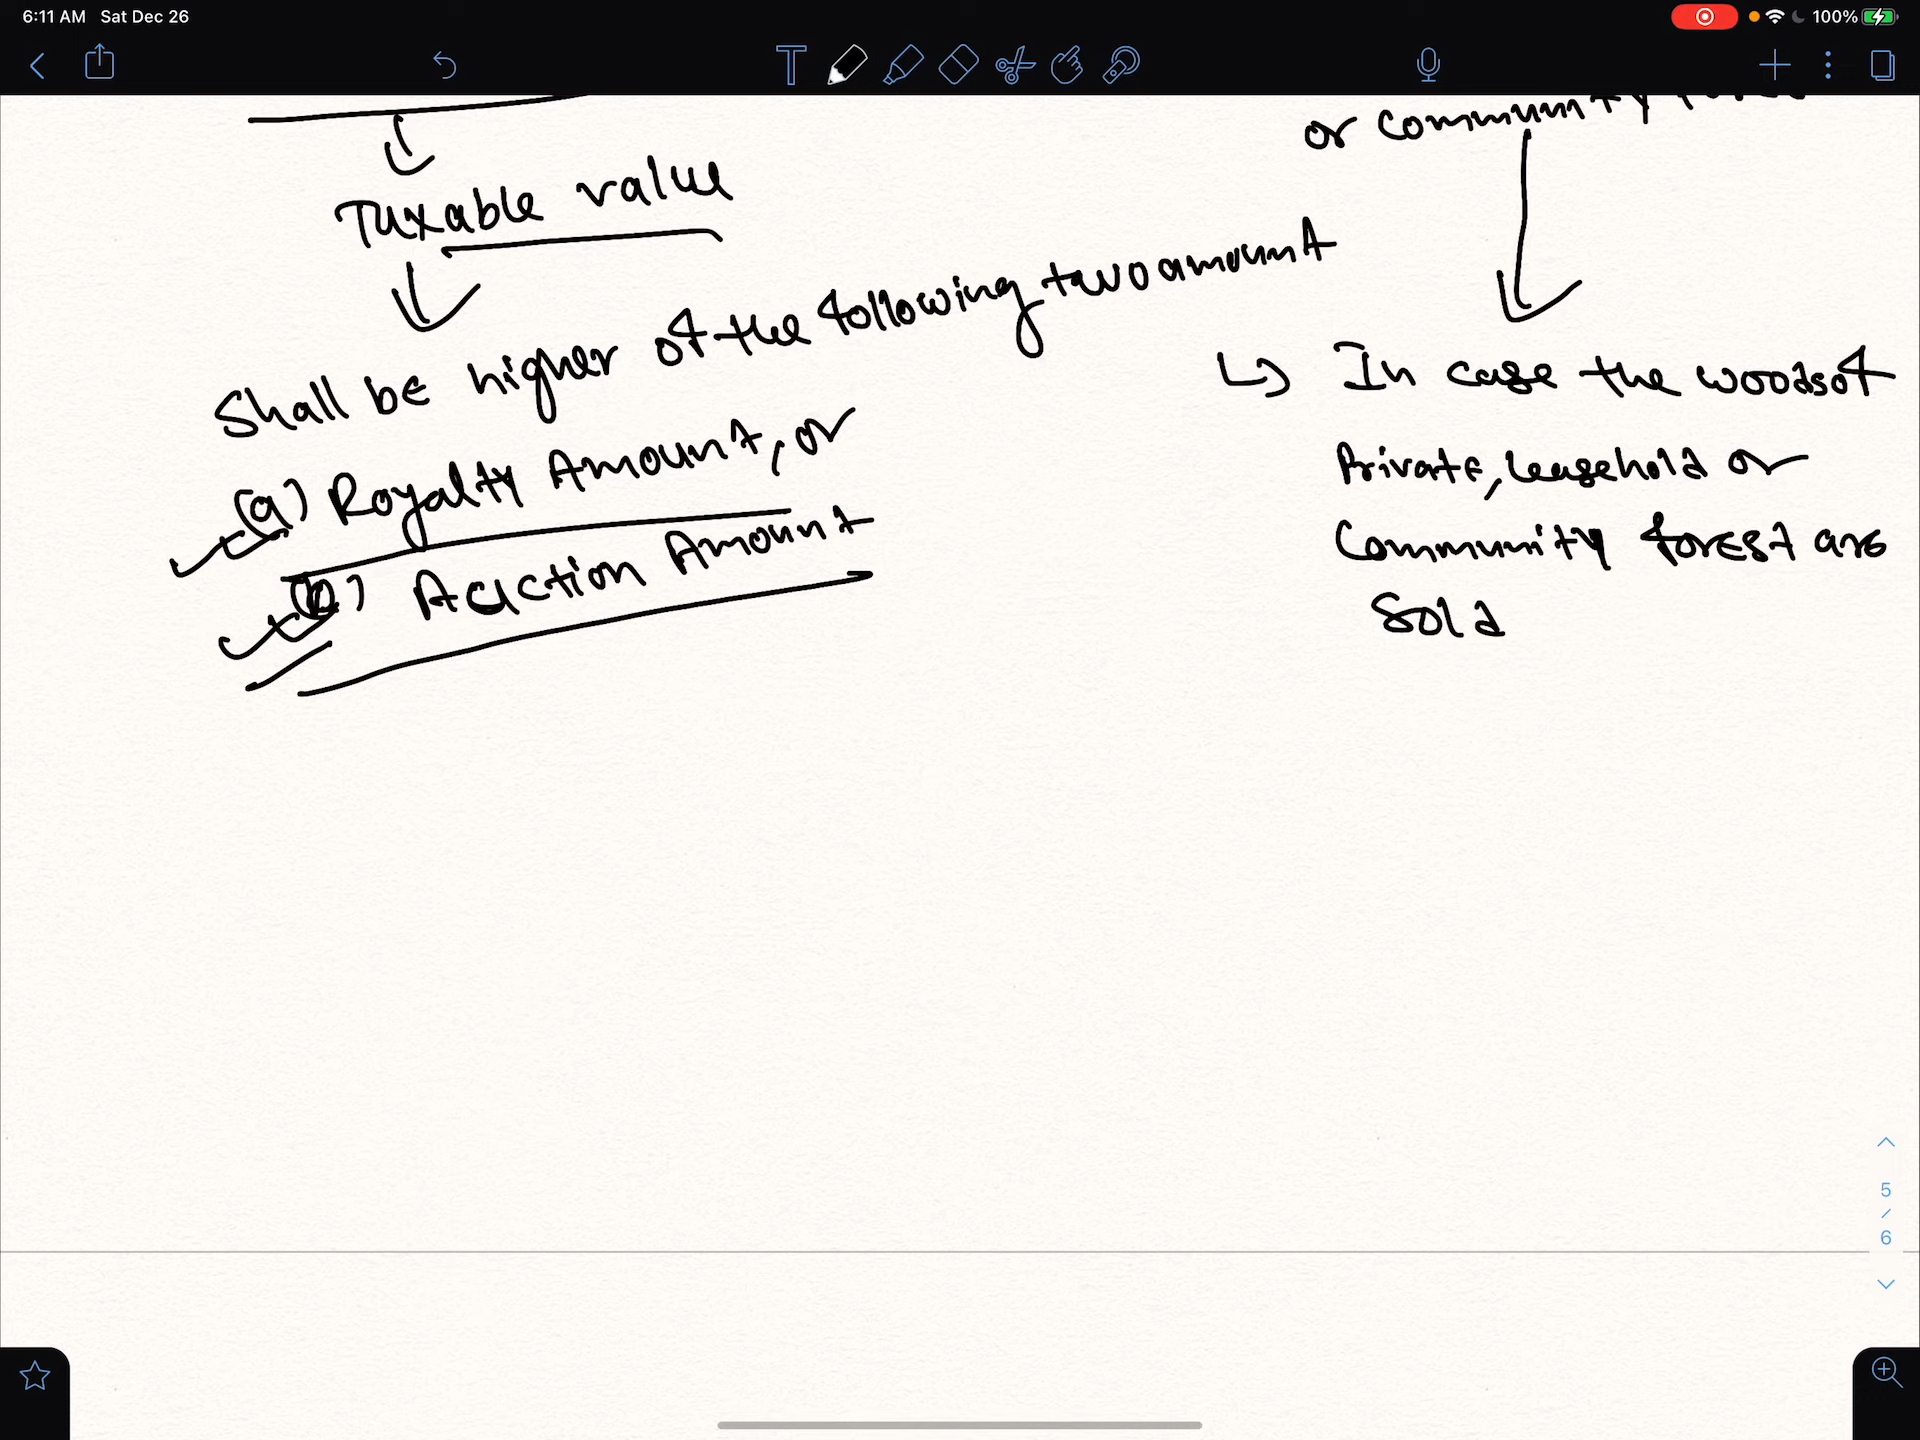 6:11 AM Sat Dec 26
100%
T
or community
Taxable value
Shall be higher of the following two amount
(a) Royalty Amount, or
(b) Auction Amount
↳ In case the woods of
Private, leasehold or
Community forest are
Sold
5
/
6